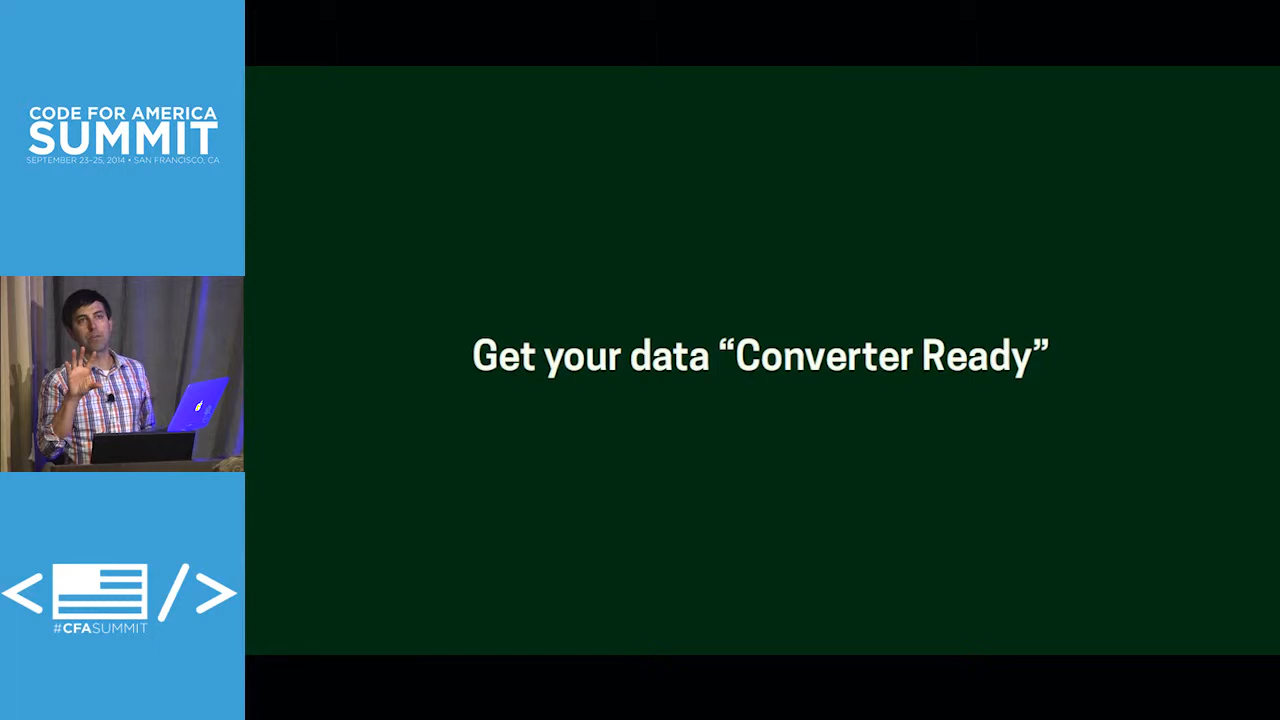 CODE FOR AMERICA
SUMMIT
SEPTEMBER 23-25, 2014 • SAN FRANCISCO, CA
Get your data “Converter Ready”
#CFASUMMIT